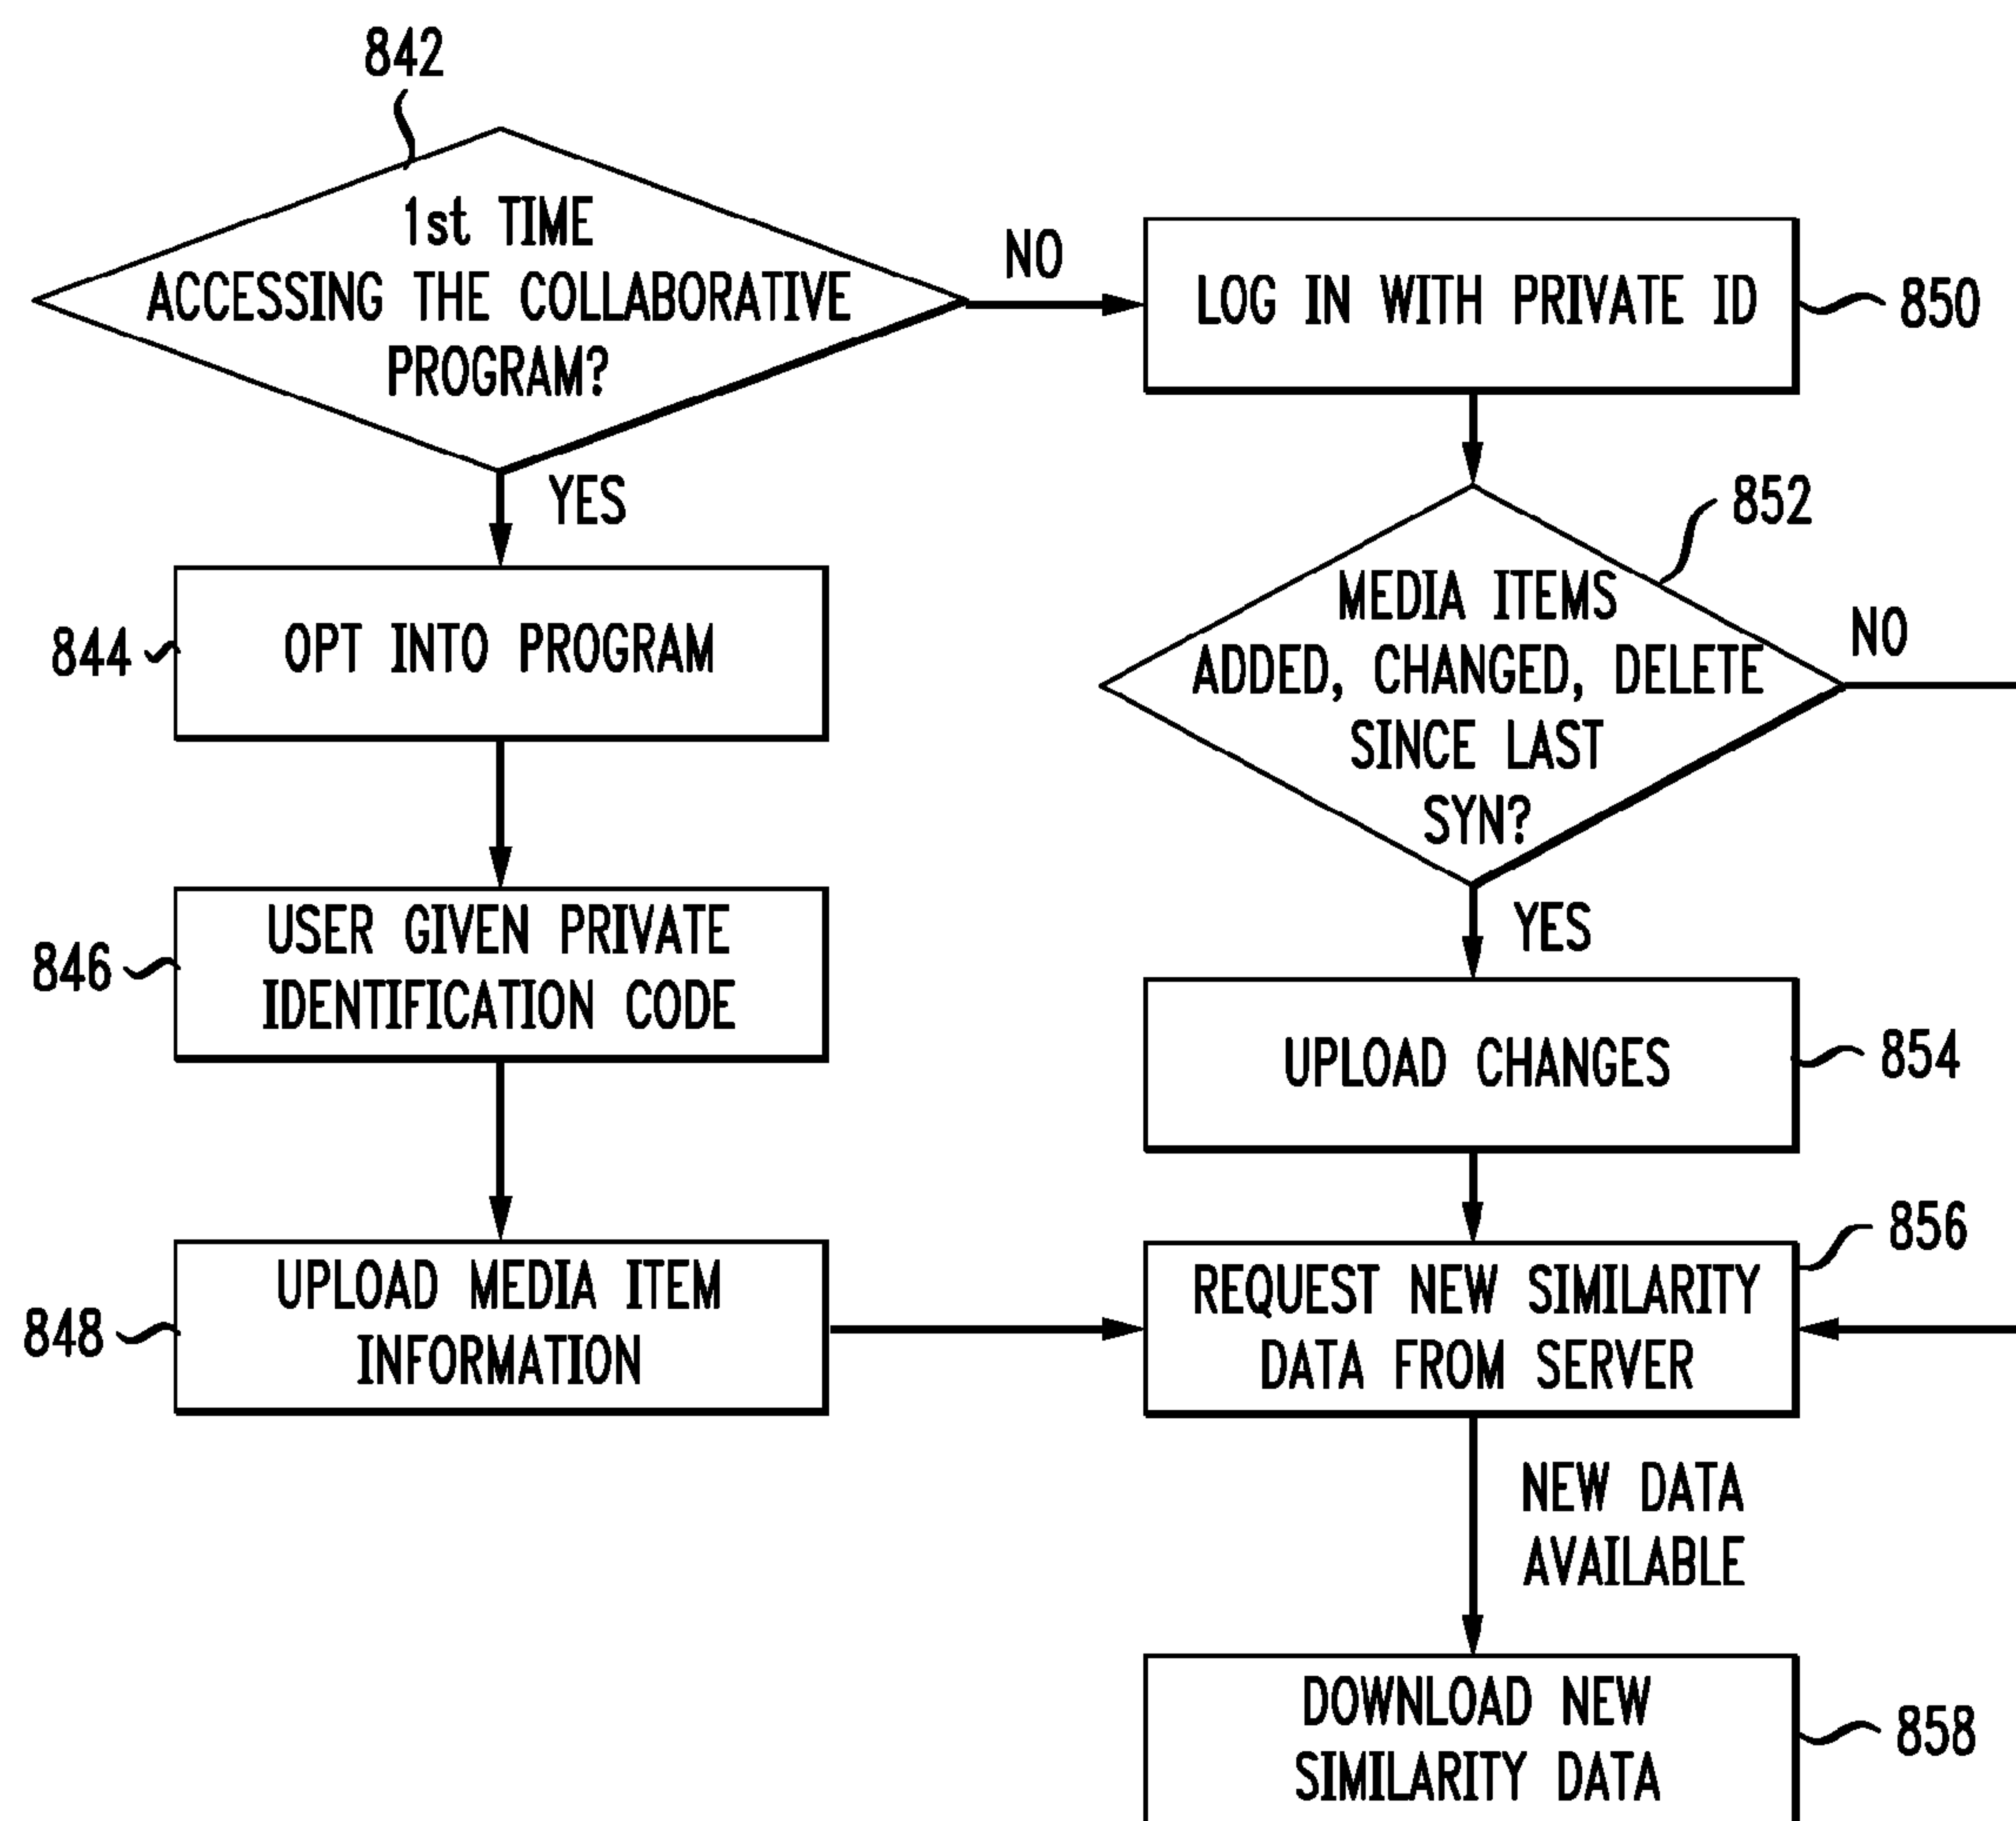 842
1st TIME
ACCESSING THE COLLABORATIVE
PROGRAM?
NO
LOG IN WITH PRIVATE ID
850
YES
852
MEDIA ITEMS
ADDED, CHANGED, DELETE
SINCE LAST
SYN?
NO
844
OPT INTO PROGRAM
846
USER GIVEN PRIVATE
IDENTIFICATION CODE
YES
UPLOAD CHANGES
854
848
UPLOAD MEDIA ITEM
INFORMATION
856
REQUEST NEW SIMILARITY
DATA FROM SERVER
NEW DATA
AVAILABLE
DOWNLOAD NEW
SIMILARITY DATA
858